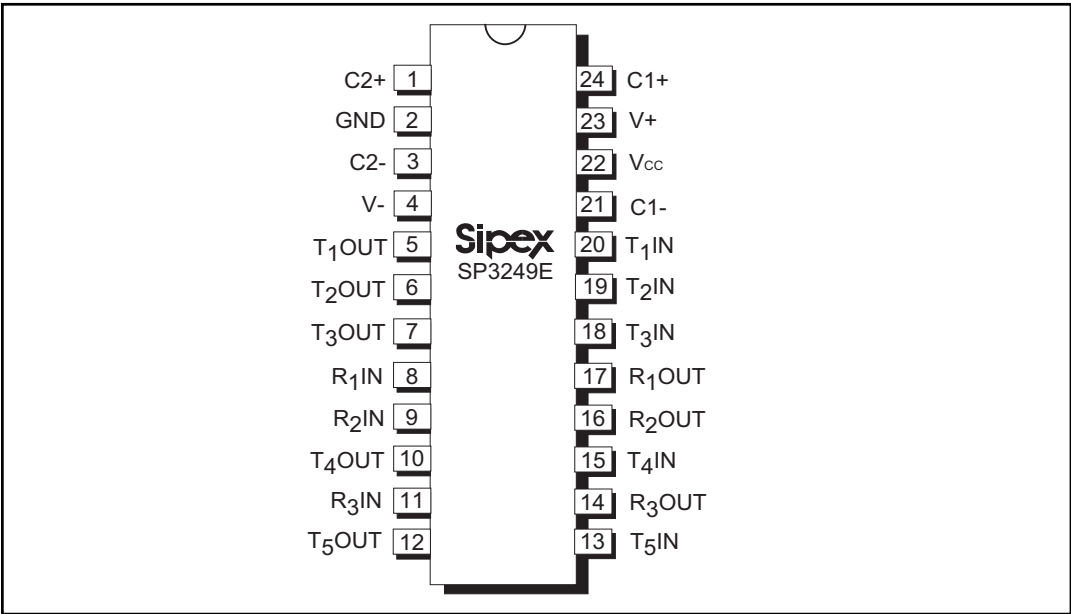 C2+ 1 24 C1+
GND 2 23 V+
C2- 3 22 Vcc
V- 4 21 C1-
T1OUT 5 20 T1IN
Sipex
SP3249E
T2OUT 6 19 T2IN
T3OUT 7 18 T3IN
R1IN 8 17 R1OUT
R2IN 9 16 R2OUT
T4OUT 10 15 T4IN
R3IN 11 14 R3OUT
T5OUT 12 13 T5IN